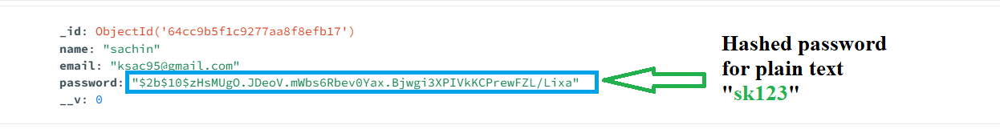 _id: ObjectId('64cc9b5f1c9277aa8f8efb17')
name: "sachin"
email: "ksac95@gmail.com"
password: "$2b$10$zHsMUgO.JDeoV.mWbs6Rbev0Yax.Bjwgi3XPIVkKCPrewFZL/Lixa"
__v: 0
Hashed password
for plain text
"sk123"